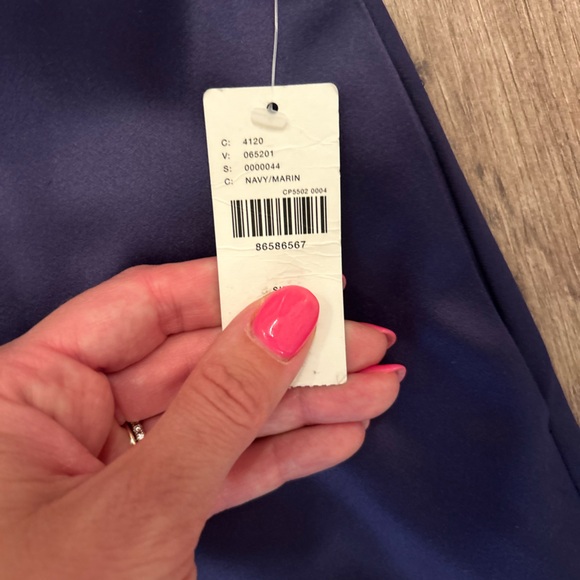 C: 4120
V: 065201
S: 0000044
C: NAVY/MARIN
CP5502 0004
86586567